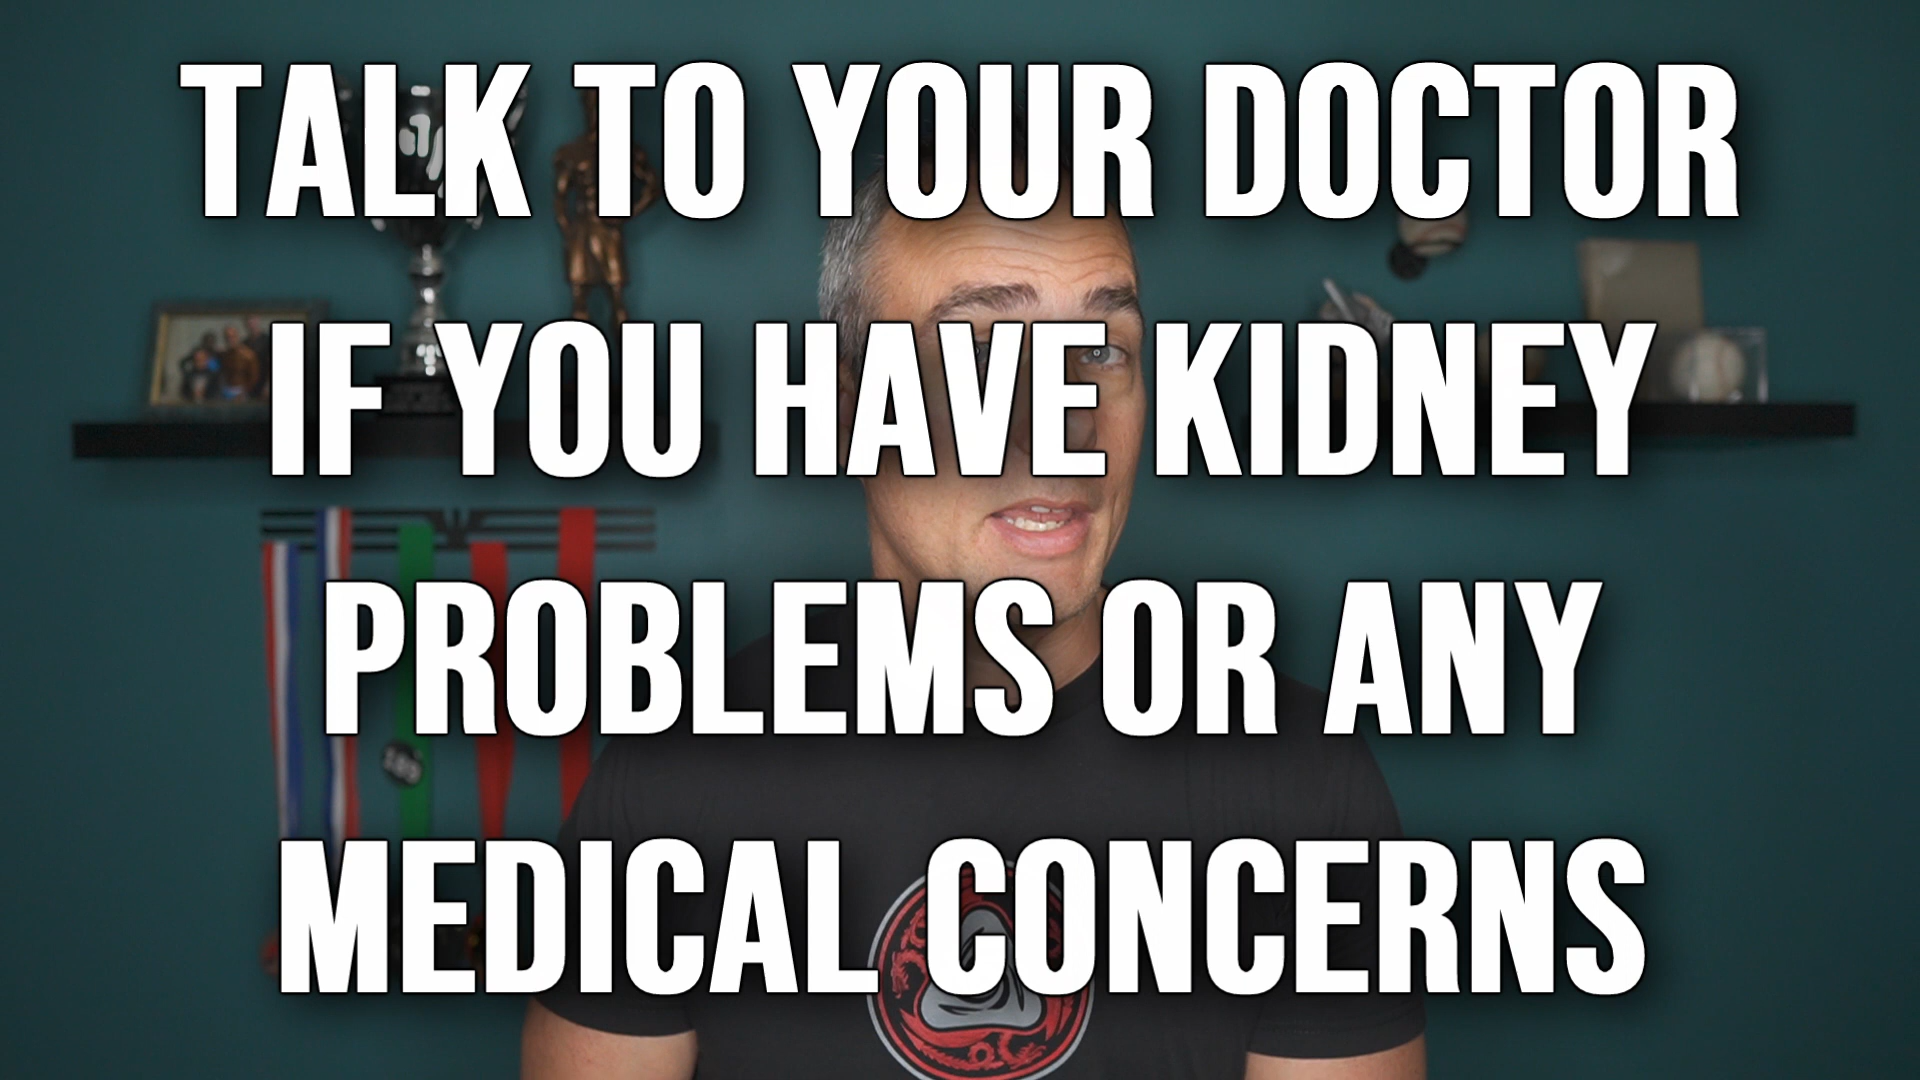 TALK TO YOUR DOCTOR
IF YOU HAVE KIDNEY
PROBLEMS OR ANY
MEDICAL CONCERNS